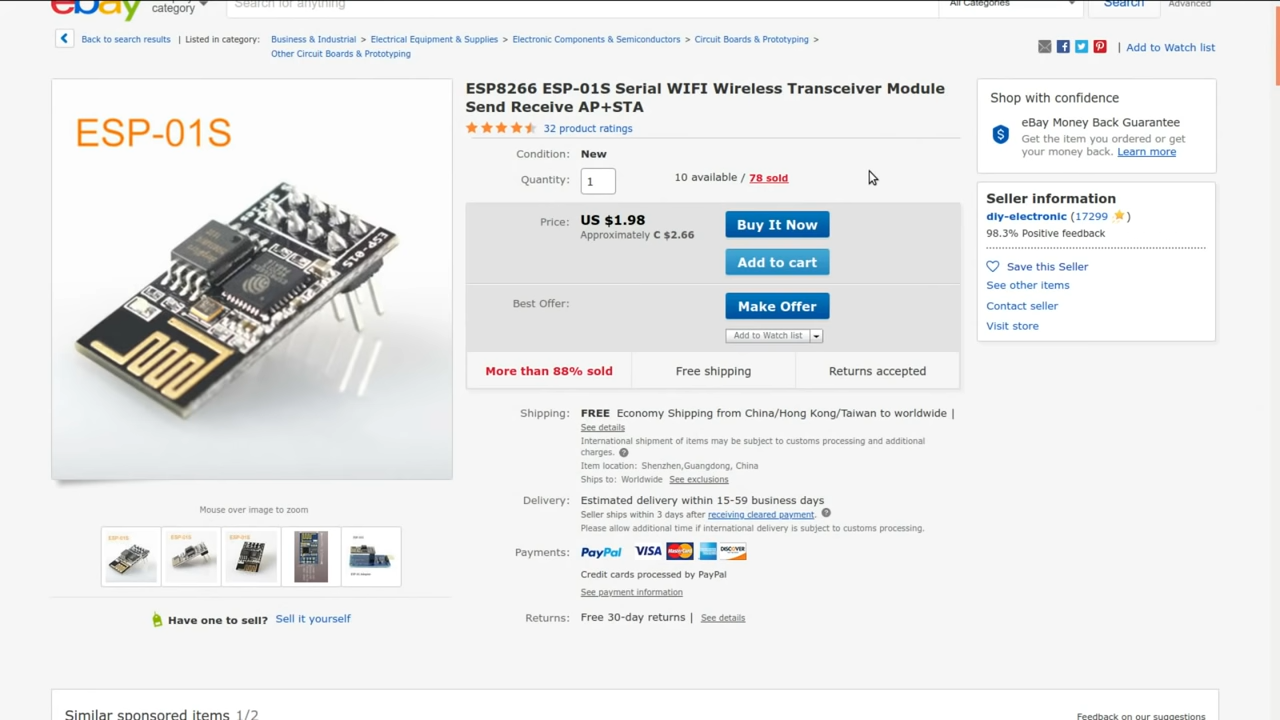 ebay
category
Search for anything
All Categories
Search
Advanced
Back to search results | Listed in category: Business & Industrial > Electrical Equipment & Supplies > Electronic Components & Semiconductors > Circuit Boards & Prototyping >
Other Circuit Boards & Prototyping
| Add to Watch list
ESP-01S
ESP-01S
Mouse over image to zoom
Have one to sell? Sell it yourself
ESP8266 ESP-01S Serial WIFI Wireless Transceiver Module
Send Receive AP+STA
32 product ratings
Condition: New
Quantity: 1 10 available / 78 sold
Price: US $1.98
Approximately C $2.66
Buy It Now
Add to cart
Best Offer:
Make Offer
Add to Watch list
More than 88% sold
Free shipping
Returns accepted
Shipping: FREE Economy Shipping from China/Hong Kong/Taiwan to worldwide |
See details
International shipment of items may be subject to customs processing and additional
charges.
Item location: Shenzhen,Guangdong, China
Ships to: Worldwide See exclusions
Delivery: Estimated delivery within 15-59 business days
Seller ships within 3 days after receiving cleared payment.
Please allow additional time if international delivery is subject to customs processing.
Payments: PayPal VISA MasterCard DISCOVER
Credit cards processed by PayPal
See payment information
Returns: Free 30-day returns | See details
Shop with confidence
eBay Money Back Guarantee
Get the item you ordered or get
your money back. Learn more
Seller information
diy-electronic (17299 )
98.3% Positive feedback
Save this Seller
See other items
Contact seller
Visit store
Similar sponsored items 1/2
Feedback on our suggestions